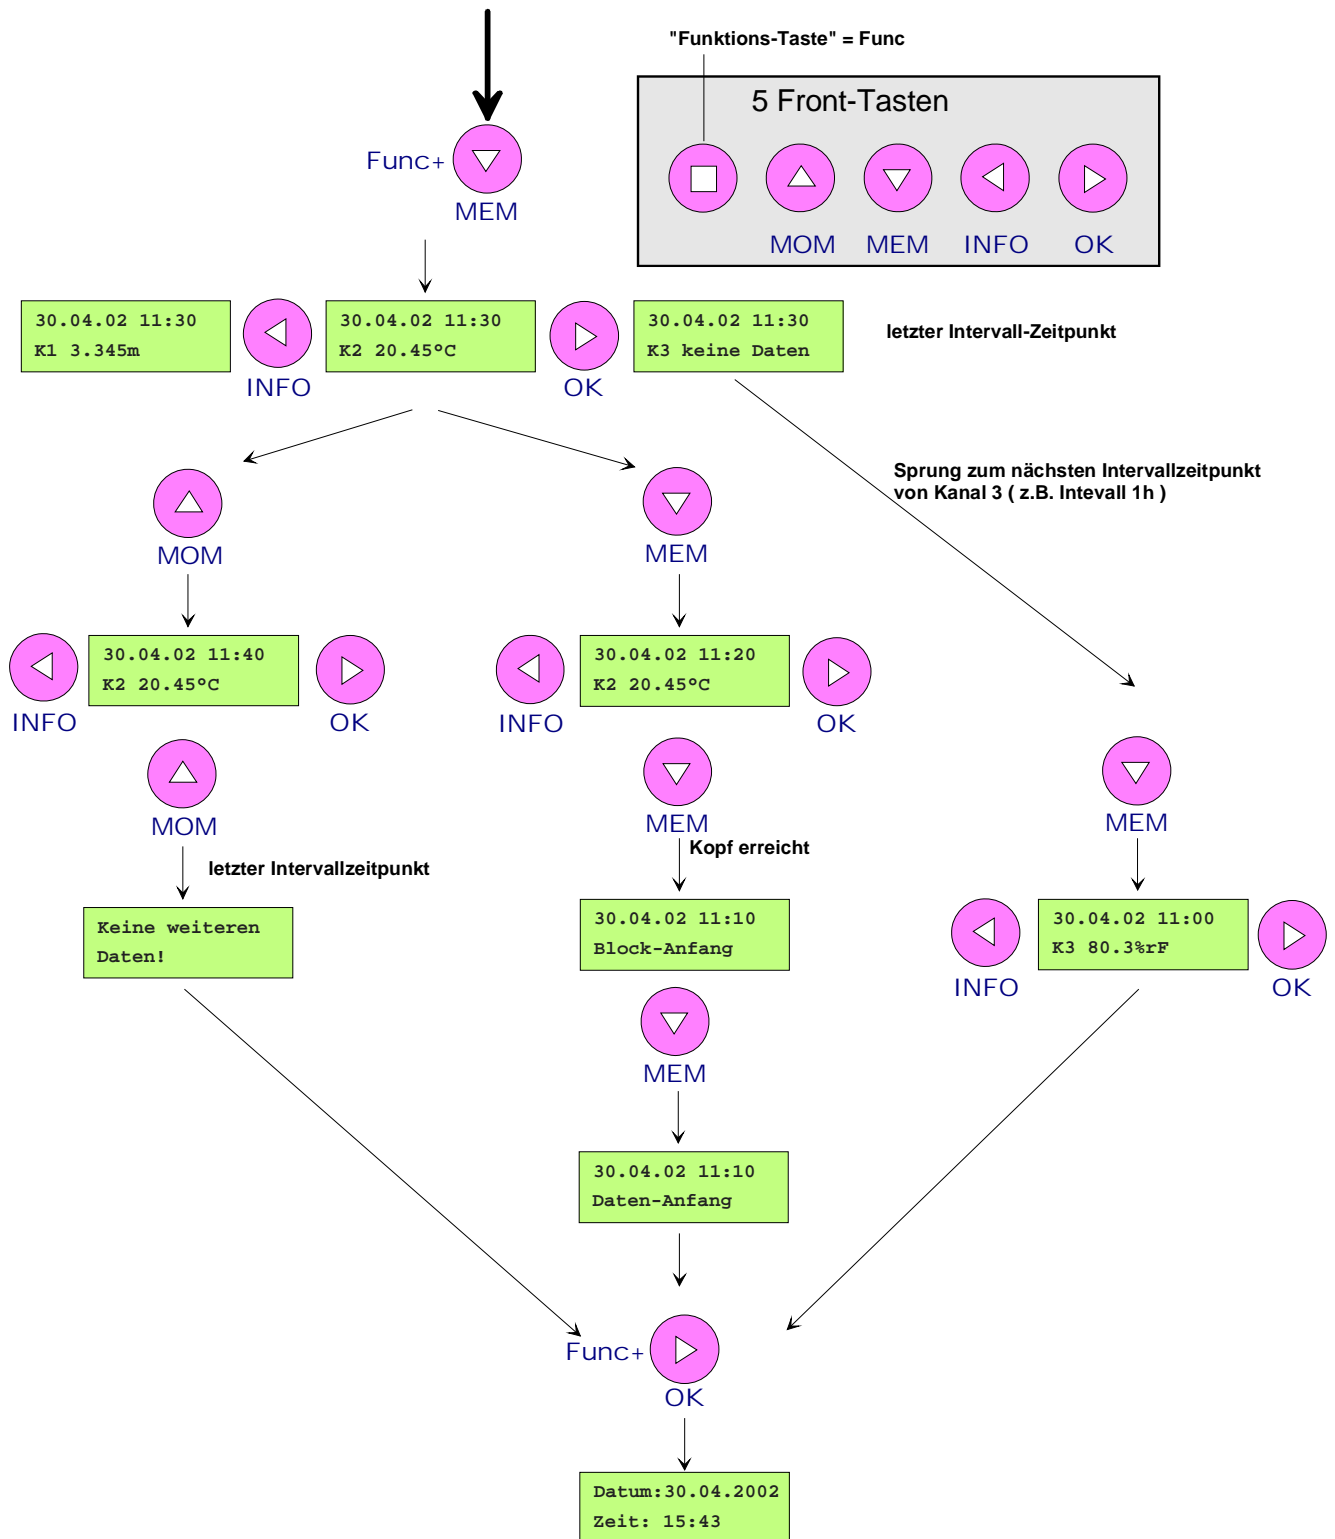 "Funktions-Taste" = Func
5 Front-Tasten
MOM MEM INFO OK
Func+
MEM
30.04.02 11:30
K1 3.345m
INFO
30.04.02 11:30
K2 20.45°C
OK
30.04.02 11:30
K3 keine Daten
letzter Intervall-Zeitpunkt
Sprung zum nächsten Intervallzeitpunkt
von Kanal 3 ( z.B. Intevall 1h )
MOM
MEM
INFO
30.04.02 11:40
K2 20.45°C
OK
INFO
30.04.02 11:20
K2 20.45°C
OK
MOM
MEM
MEM
letzter Intervallzeitpunkt
Kopf erreicht
Keine weiteren
Daten!
30.04.02 11:10
Block-Anfang
INFO
30.04.02 11:00
K3 80.3%rF
OK
MEM
30.04.02 11:10
Daten-Anfang
Func+
OK
Datum:30.04.2002
Zeit: 15:43